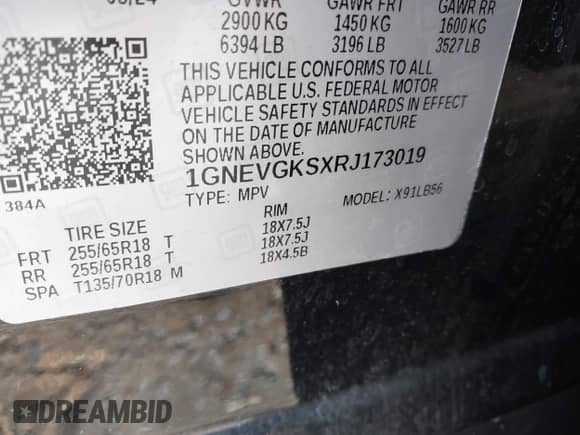 GVWR GAWR FRT GAWR RR
2900 KG 1450 KG 1600 KG
6394 LB 3196 LB 3527 LB
THIS VEHICLE CONFORMS TO ALL
APPLICABLE U.S. FEDERAL MOTOR
VEHICLE SAFETY STANDARDS IN EFFECT
ON THE DATE OF MANUFACTURE
SHOWN ABOVE.
1GNEVGKSXRJ173019
TYPE: MPV MODEL: X91LB56
384A
TIRE SIZE RIM
FRT 255/65R18 T 18X7.5J
RR 255/65R18 T 18X7.5J
SPA T135/70R18 M 18X4.5B
DREAMBID